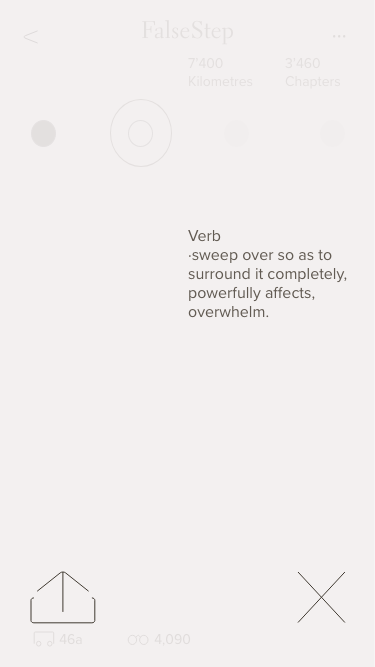 <
FalseStep
...
7'400
3'460
Kilometres
Chapters
Verb
·sweep over so as to
surround it completely,
powerfully affects,
overwhelm.
46a
4,090